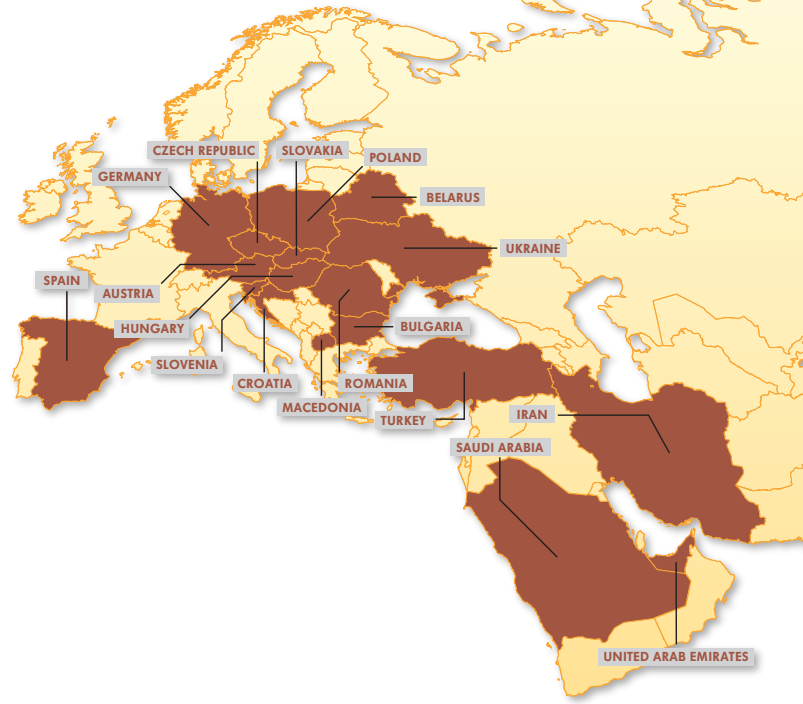 CZECH REPUBLIC
SLOVAKIA
POLAND
GERMANY
BELARUS
UKRAINE
SPAIN
AUSTRIA
HUNGARY
BULGARIA
SLOVENIA
CROATIA
ROMANIA
MACEDONIA
TURKEY
IRAN
SAUDI ARABIA
UNITED ARAB EMIRATES